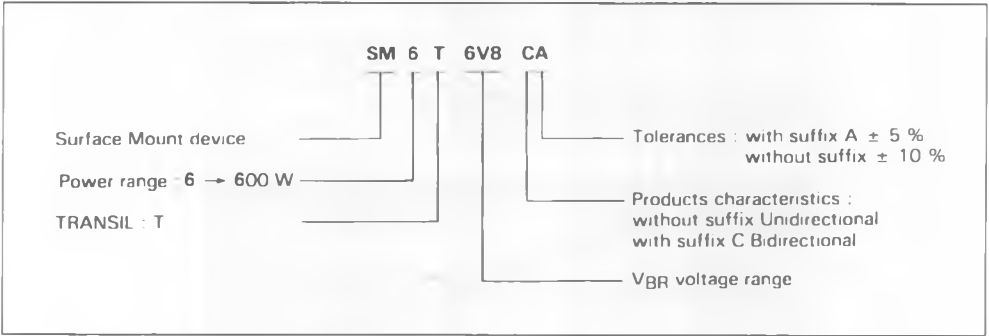 SM 6 T 6V8 CA
Surface Mount device
Power range 6 → 600 W
TRANSIL : T
Tolerances : with suffix A ± 5 %
without suffix ± 10 %
Products characteristics :
without suffix Unidirectional
with suffix C Bidirectional
VBR voltage range